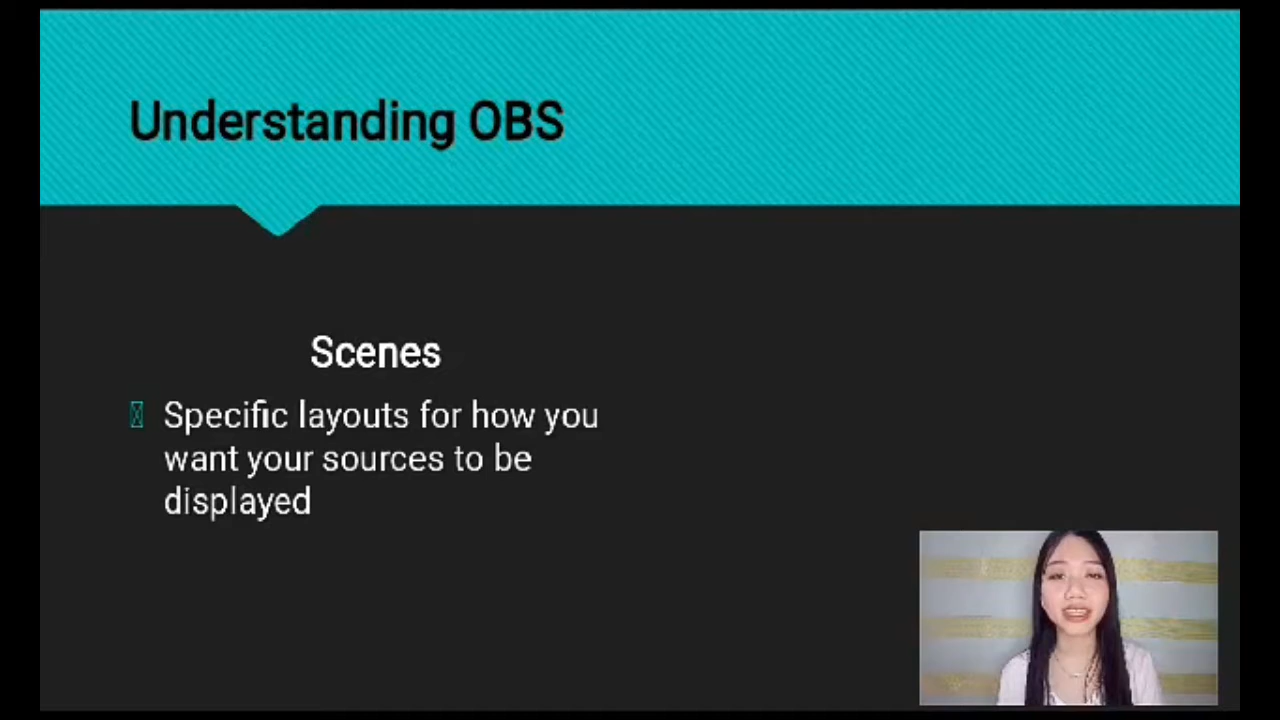 Understanding OBS
Scenes
Specific layouts for how you
want your sources to be
displayed